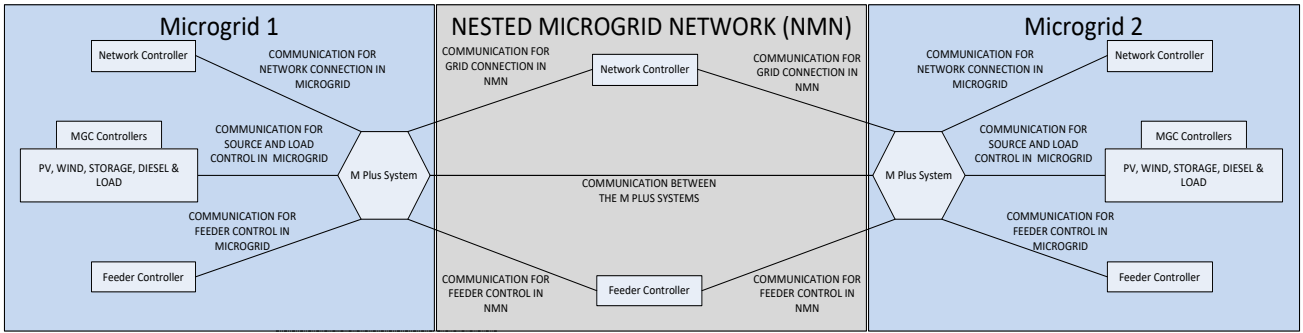 Microgrid 1
Network Controller
COMMUNICATION FOR
NETWORK CONNECTION IN
MICROGRID
MGC Controllers
PV, WIND, STORAGE, DIESEL &
LOAD
COMMUNICATION FOR
SOURCE AND LOAD
CONTROL IN MICROGRID
M Plus System
COMMUNICATION FOR
FEEDER CONTROL IN
MICROGRID
Feeder Controller
NESTED MICROGRID NETWORK (NMN)
COMMUNICATION FOR
GRID CONNECTION IN
NMN
Network Controller
COMMUNICATION FOR
GRID CONNECTION IN
NMN
COMMUNICATION BETWEEN
THE M PLUS SYSTEMS
COMMUNICATION FOR
FEEDER CONTROL IN
NMN
Feeder Controller
COMMUNICATION FOR
FEEDER CONTROL IN
NMN
Microgrid 2
COMMUNICATION FOR
NETWORK CONNECTION IN
MICROGRID
Network Controller
M Plus System
COMMUNICATION FOR
SOURCE AND LOAD
CONTROL IN MICROGRID
MGC Controllers
PV, WIND, STORAGE, DIESEL &
LOAD
COMMUNICATION FOR
FEEDER CONTROL IN
MICROGRID
Feeder Controller